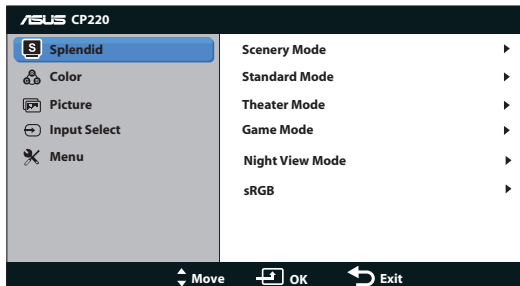 ASUS CP220
S Splendid
Color
Picture
Input Select
Menu
Scenery Mode
Standard Mode
Theater Mode
Game Mode
Night View Mode
sRGB
Move OK Exit